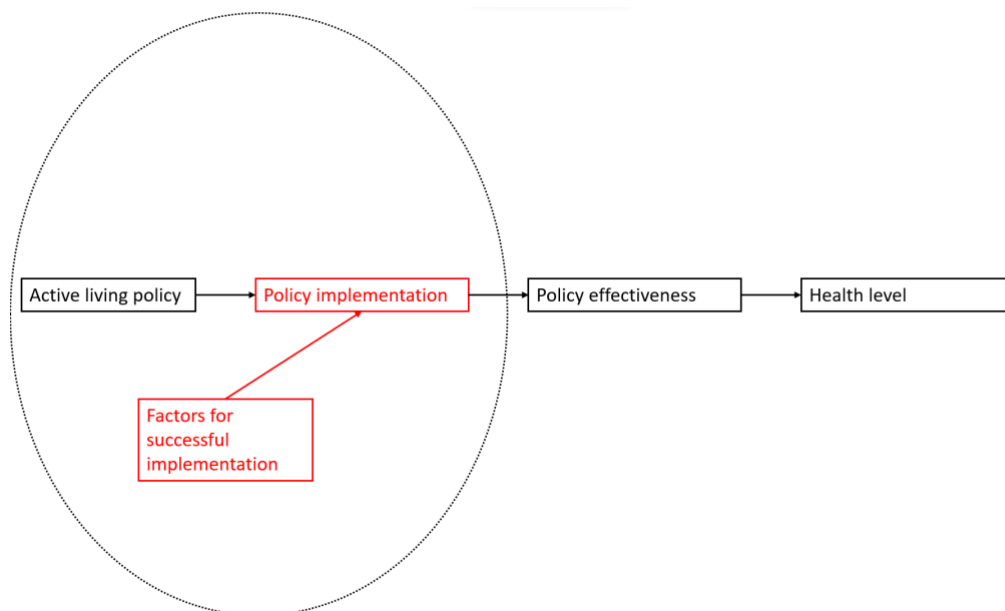 Active living policy
Policy implementation
Policy effectiveness
Health level
Factors for
successful
implementation